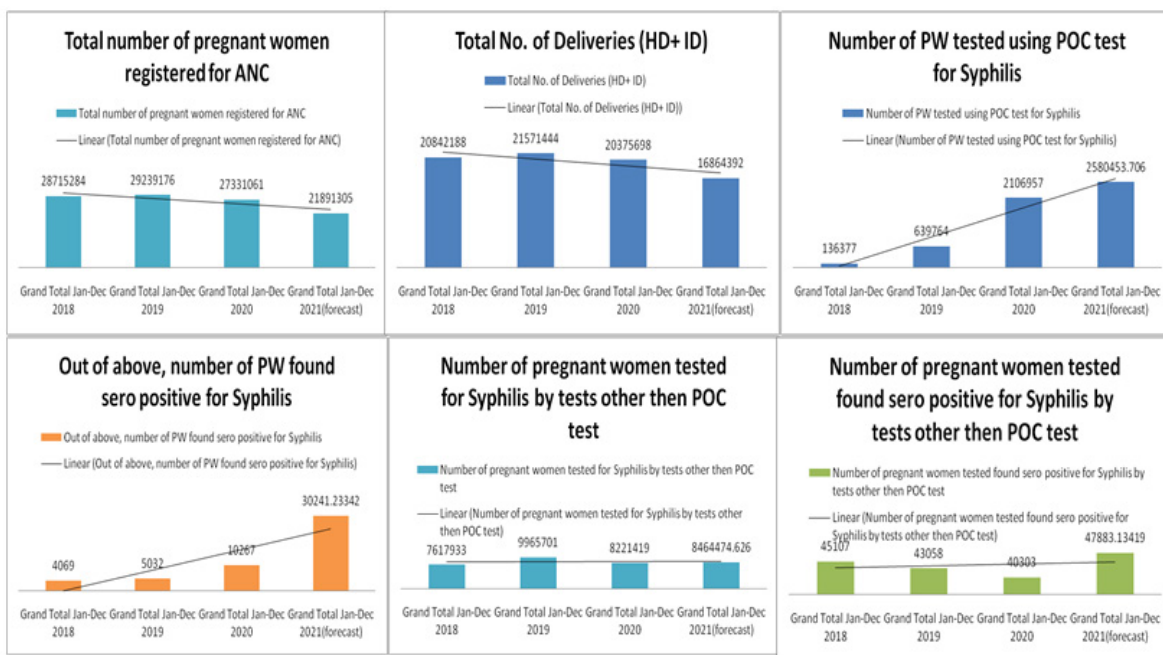 Total number of pregnant women
registered for ANC
Total number of pregnant women registered for ANC
Linear (Total number of pregnant women registered for ANC)
28715284
29239176
27331061
21891305
Grand Total Jan-Dec Grand Total Jan-Dec Grand Total Jan-Dec Grand Total Jan-Dec
2018 2019 2020 2021(forecast)
Total No. of Deliveries (HD+ ID)
Total No. of Deliveries (HD+ ID)
Linear (Total No. of Deliveries (HD+ ID))
20842188
21571444
20375698
16864392
Grand Total Jan-Dec Grand Total Jan-Dec Grand Total Jan-Dec Grand Total Jan-Dec
2018 2019 2020 2021(forecast)
Number of PW tested using POC test
for Syphilis
Number of PW tested using POC test for Syphilis
Linear (Number of PW tested using POC test for Syphilis)
136377
639764
2106957
2580453.706
Grand Total Jan-Dec Grand Total Jan-Dec Grand Total Jan-Dec Grand Total Jan-Dec
2018 2019 2020 2021(forecast)
Out of above, number of PW found
sero positive for Syphilis
Out of above, number of PW found sero positive for Syphilis
Linear (Out of above, number of PW found sero positive for Syphilis)
4069
5032
10267
30241.23342
Grand Total Jan-Dec Grand Total Jan-Dec Grand Total Jan-Dec Grand Total Jan-Dec
2018 2019 2020 2021(forecast)
Number of pregnant women tested
for Syphilis by tests other then POC
test
Number of pregnant women tested for Syphilis by tests other then POC
test
Linear (Number of pregnant women tested for Syphilis by tests other
then POC test)
7617933
9965701
8221419
8464474.626
Grand Total Jan-Dec Grand Total Jan-Dec Grand Total Jan-Dec Grand Total Jan-Dec
2018 2019 2020 2021(forecast)
Number of pregnant women tested
found sero positive for Syphilis by
tests other then POC test
Number of pregnant women tested found sero positive for Syphilis by
tests other then POC test
Linear (Number of pregnant women tested found sero positive for
Syphilis by tests other then POC test)
45107
43058
40303
47883.13419
Grand Total Jan-Dec Grand Total Jan-Dec Grand Total Jan-Dec Grand Total Jan-Dec
2018 2019 2020 2021(forecast)